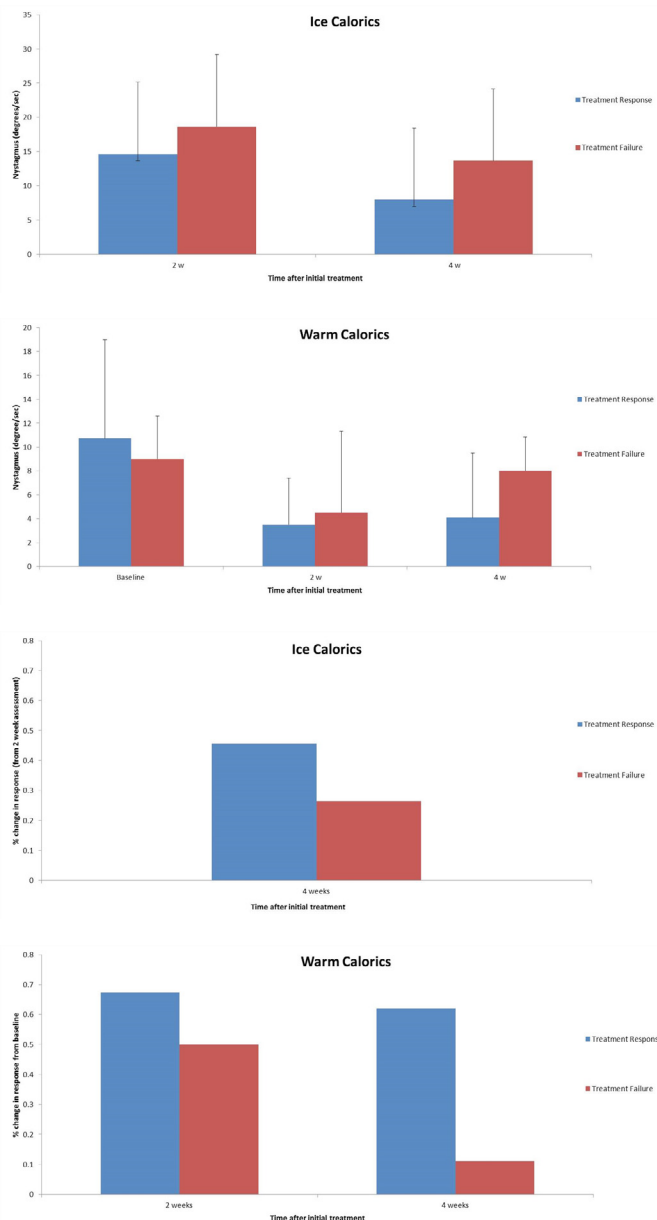 Ice Calorics
Nystagmus (degrees/sec)
35
30
25
20
15
10
5
0
2 w
4 w
Time after initial treatment
Treatment Response
Treatment Failure
Warm Calorics
Nystagmus (degree/sec)
20
18
16
14
12
10
8
6
4
2
0
Baseline
2 w
4 w
Time after initial treatment
Treatment Response
Treatment Failure
Ice Calorics
% change in response (from 2 week assessment)
0.8
0.7
0.6
0.5
0.4
0.3
0.2
0.1
0
4 weeks
Time after initial treatment
Treatment Response
Treatment Failure
Warm Calorics
% change in response from baseline
0.8
0.7
0.6
0.5
0.4
0.3
0.2
0.1
0
2 weeks
4 weeks
Time after initial treatment
Treatment Respons
Treatment Failure